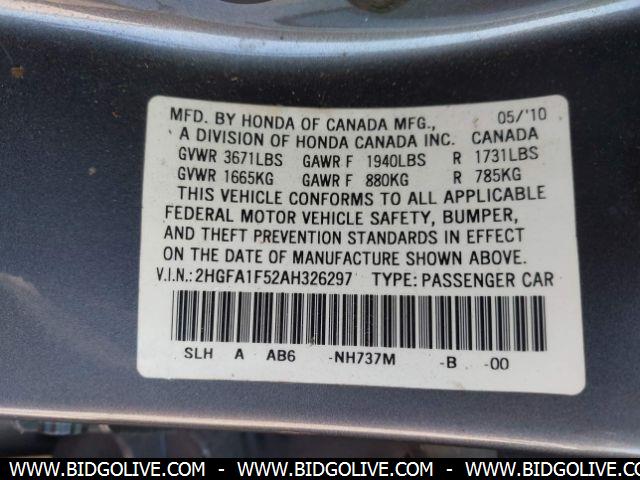 MFD. BY HONDA OF CANADA MFG., 05/'10
A DIVISION OF HONDA CANADA INC. CANADA
GVWR 3671LBS GAWR F 1940LBS R 1731LBS
GVWR 1665KG GAWR F 880KG R 785KG
THIS VEHICLE CONFORMS TO ALL APPLICABLE
FEDERAL MOTOR VEHICLE SAFETY, BUMPER,
AND THEFT PREVENTION STANDARDS IN EFFECT
ON THE DATE OF MANUFACTURE SHOWN ABOVE.
V.I.N.: 2HGFA1F52AH326297 TYPE: PASSENGER CAR
SLH A AB6 -NH737M -B -00
WWW.BIDGOLIVE.COM - WWW.BIDGOLIVE.COM - WWW.BIDGOLIVE.COM